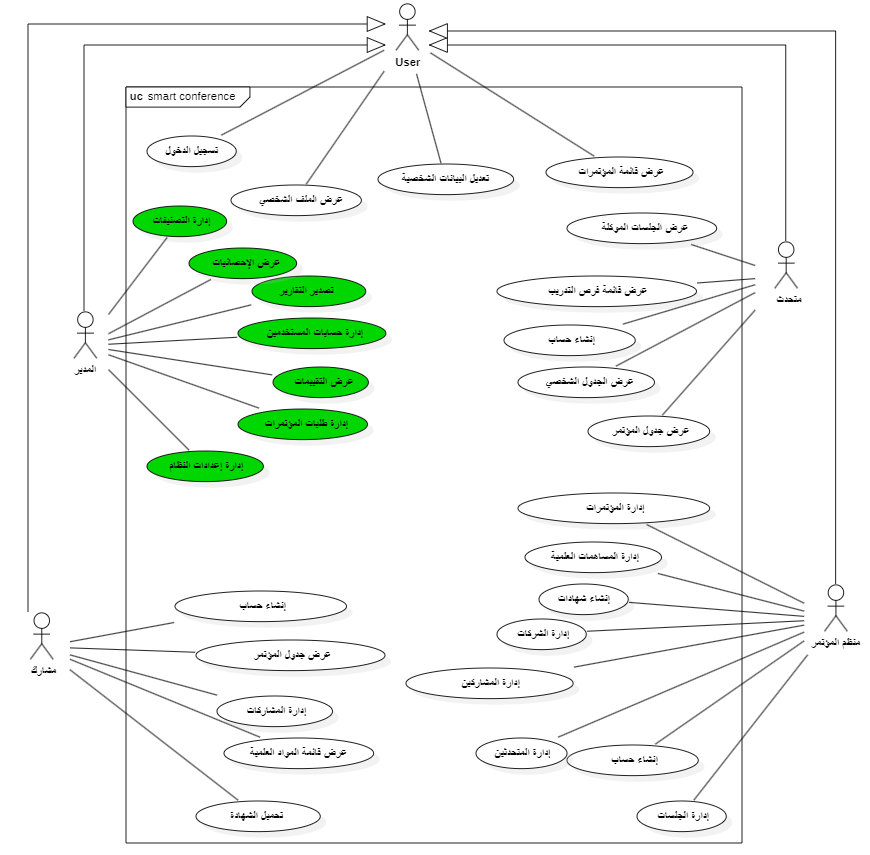 User
uc smart conference
تسجيل الدخول
عرض الملف الشخصي
تعديل البيانات الشخصية
عرض قائمة المؤتمرات
إدارة التصنيفات
عرض الإحصائيات
تصدير التقارير
إدارة حسابات المستخدمين
عرض التقييمات
إدارة طلبات المؤتمرات
إدارة إعدادات النظام
المدير
عرض الجلسات الموكلة
عرض قائمة فرص التدريب
إنشاء حساب
عرض الجدول الشخصي
عرض جدول المؤتمر
متحدث
إدارة المؤتمرات
إدارة المساهمات العلمية
إنشاء شهادات
إدارة الشركات
إدارة المشاركين
إدارة المتحدثين
إنشاء حساب
إدارة الجلسات
منظم المؤتمر
إنشاء حساب
عرض جدول المؤتمر
إدارة المشاركات
عرض قائمة المواد العلمية
تحميل الشهادة
مشارك